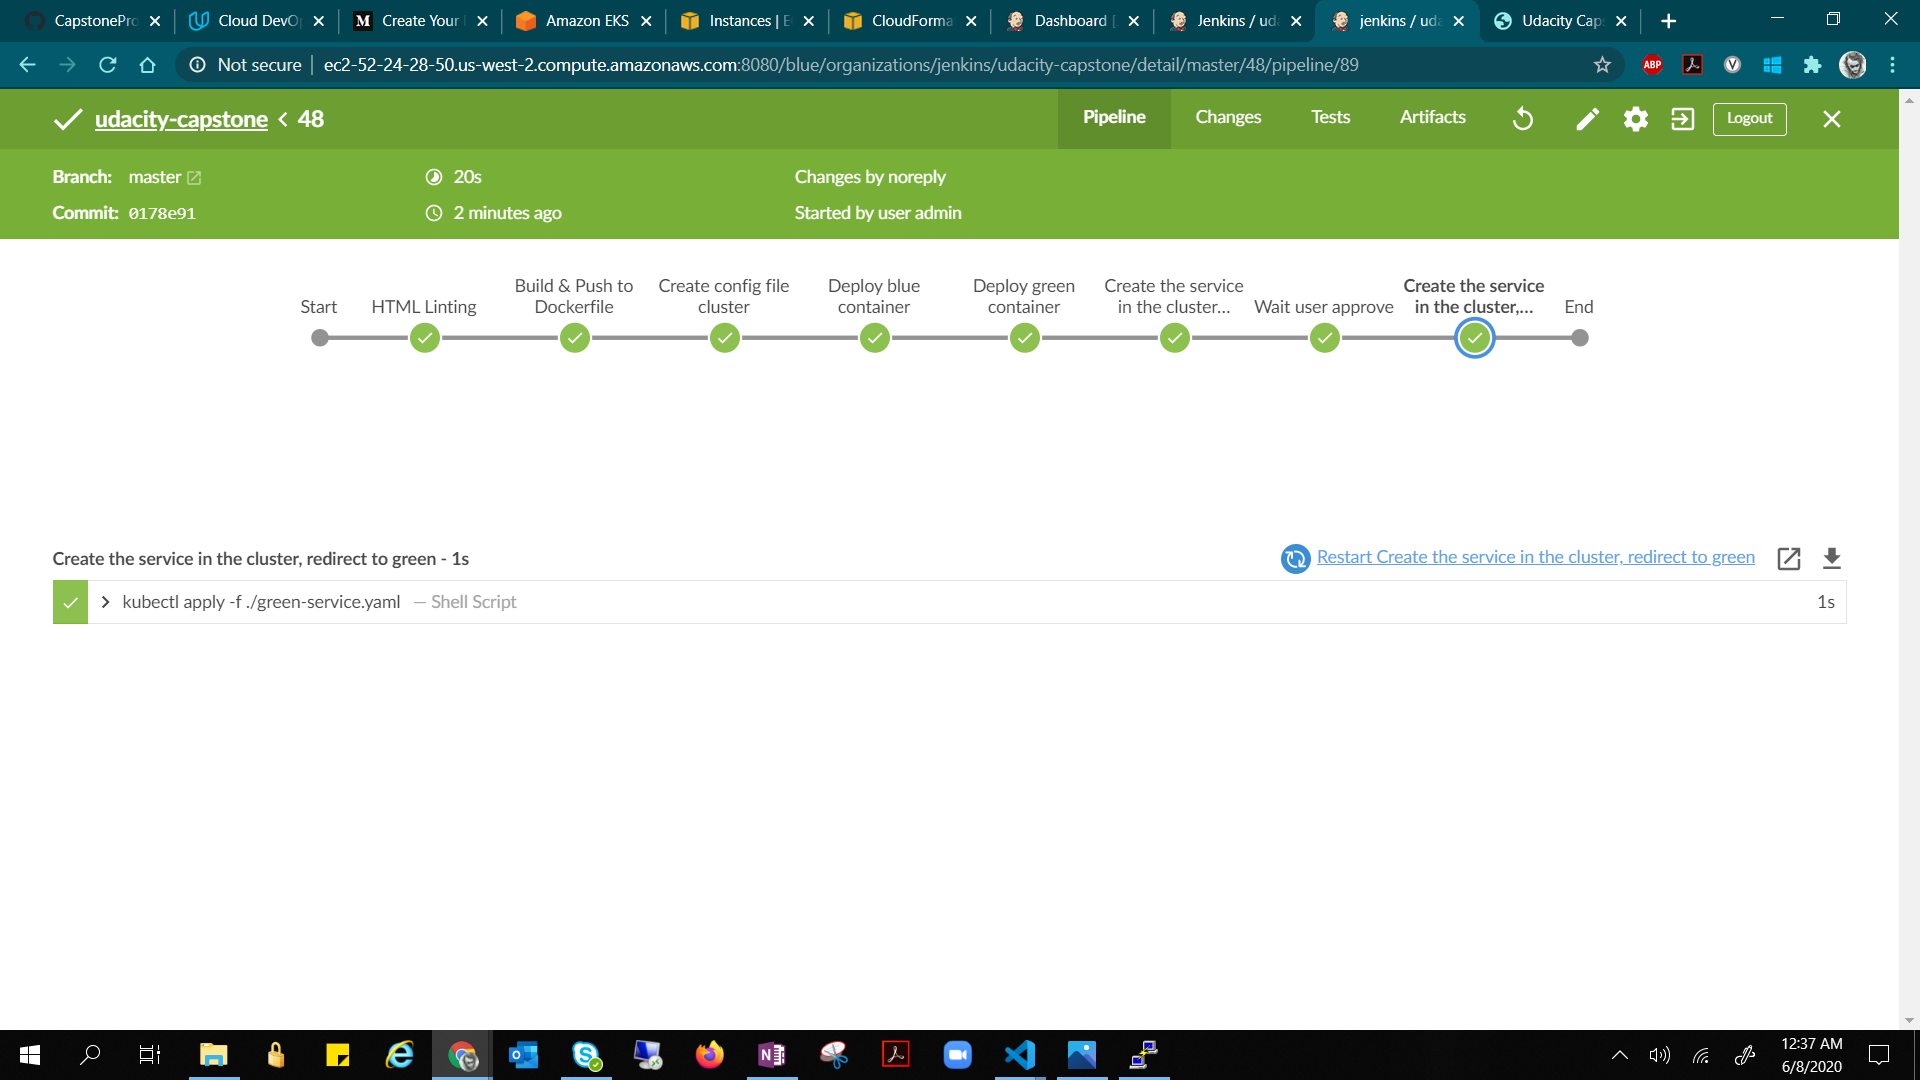 CapstonePro
Cloud DevO
Create Your
Amazon EKS
Instances | E
CloudForma
Dashboard [
Jenkins / uda
jenkins / uda
Udacity Cap
Not secure
ec2-52-24-28-50.us-west-2.compute.amazonaws.com:8080/blue/organizations/jenkins/udacity-capstone/detail/master/48/pipeline/89
ABP
udacity-capstone < 48
Pipeline
Changes
Tests
Artifacts
Logout
Branch: master
20s
Changes by noreply
Commit: 0178e91
2 minutes ago
Started by user admin
Start
HTML Linting
Build & Push to
Dockerfile
Create config file
cluster
Deploy blue
container
Deploy green
container
Create the service
in the cluster...
Wait user approve
Create the service
in the cluster,...
End
Create the service in the cluster, redirect to green - 1s
Restart Create the service in the cluster, redirect to green
kubectl apply -f ./green-service.yaml — Shell Script
1s
12:37 AM
6/8/2020